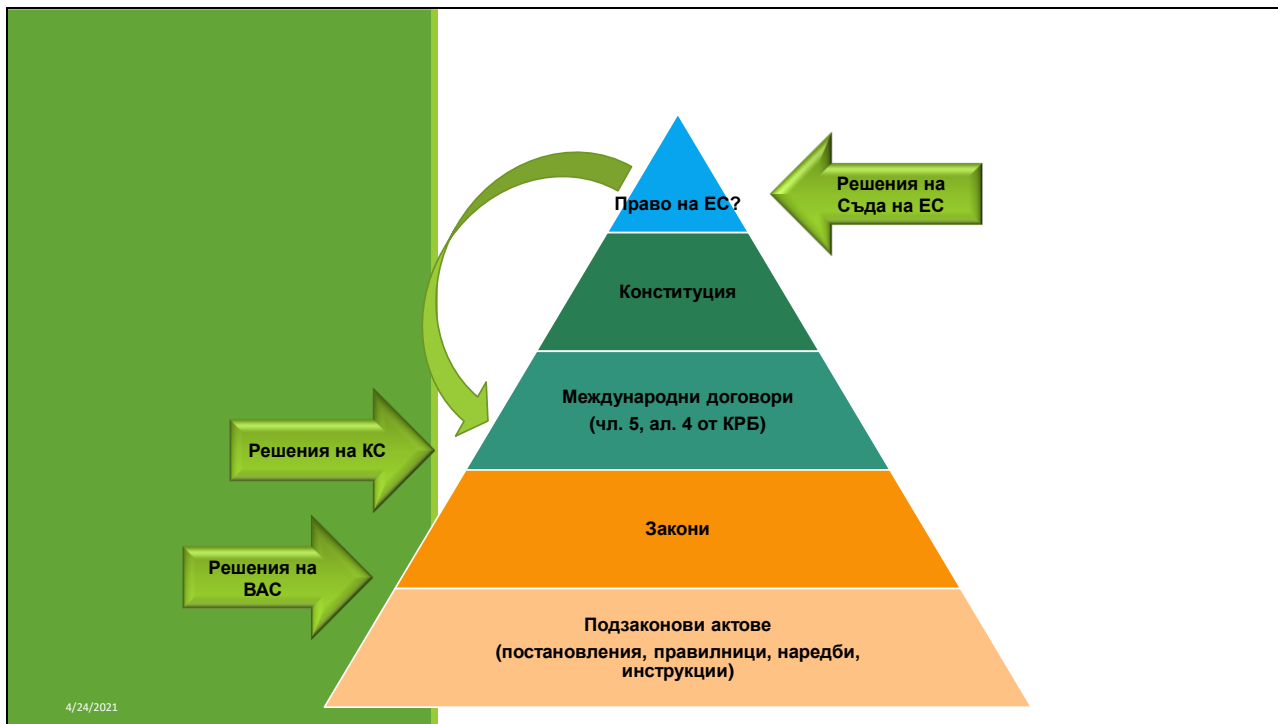 Право на ЕС?
Решения на
Съда на ЕС
Конституция
Международни договори
(чл. 5, ал. 4 от КРБ)
Решения на КС
Закони
Решения на
ВАС
Подзаконови актове
(постановления, правилници, наредби,
инструкции)
4/24/2021